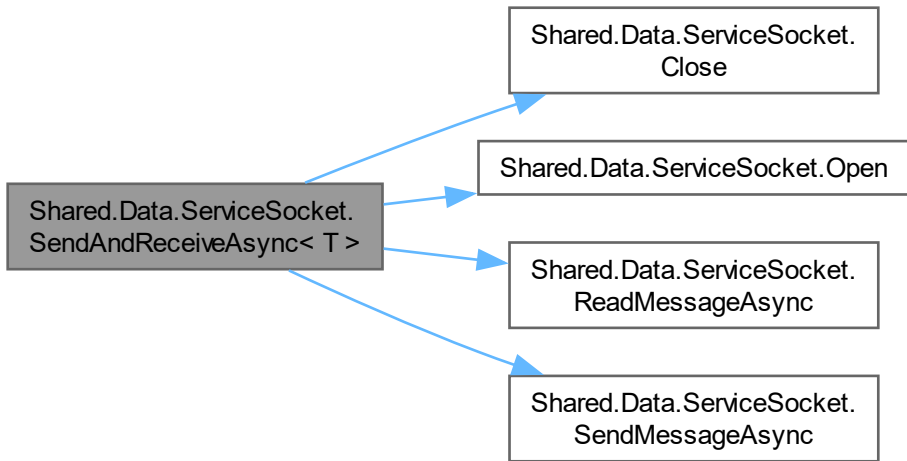 Shared.Data.ServiceSocket.
SendAndReceiveAsync< T >
Shared.Data.ServiceSocket.
Close
Shared.Data.ServiceSocket.Open
Shared.Data.ServiceSocket.
ReadMessageAsync
Shared.Data.ServiceSocket.
SendMessageAsync